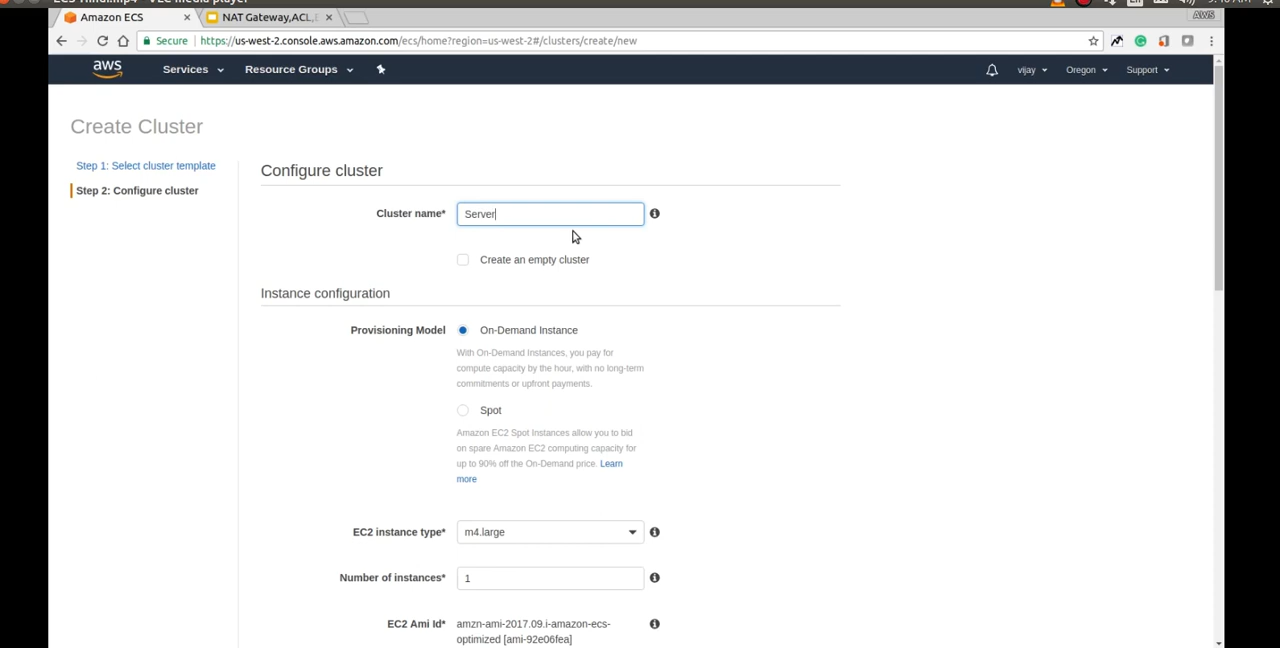 Amazon ECS
NAT Gateway,ACL,
AWS
Secure
https://us-west-2.console.aws.amazon.com/ecs/home?region=us-west-2#/clusters/create/new
aws
Services
Resource Groups
vijay
Oregon
Support
Create Cluster
Step 1: Select cluster template
Step 2: Configure cluster
Configure cluster
Cluster name*
Server
Create an empty cluster
Instance configuration
Provisioning Model
On-Demand Instance
With On-Demand Instances, you pay for
compute capacity by the hour, with no long-term
commitments or upfront payments.
Spot
Amazon EC2 Spot Instances allow you to bid
on spare Amazon EC2 computing capacity for
up to 90% off the On-Demand price. Learn
more
EC2 instance type*
m4.large
Number of instances*
1
EC2 Ami Id*
amzn-ami-2017.09.i-amazon-ecs-
optimized [ami-92e06fea]